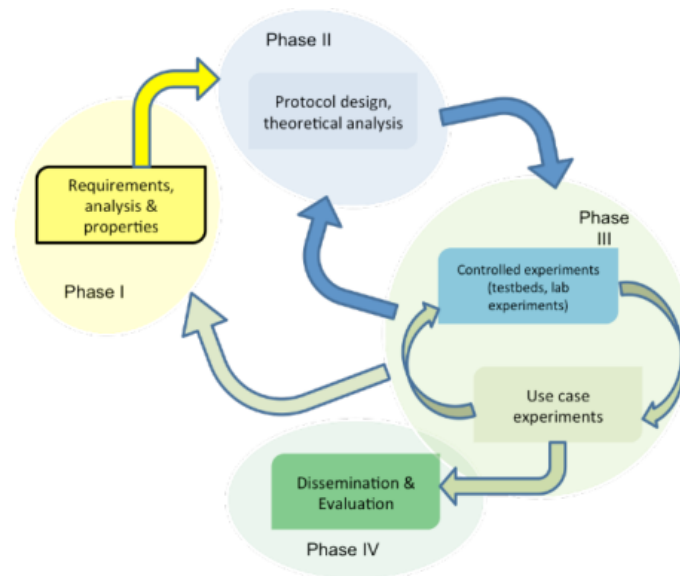 Phase II
Protocol design,
theoretical analysis
Requirements,
analysis &
properties
Phase I
Phase
III
Controlled experiments
(testbeds, lab
experiments)
Use case
experiments
Dissemination &
Evaluation
Phase IV